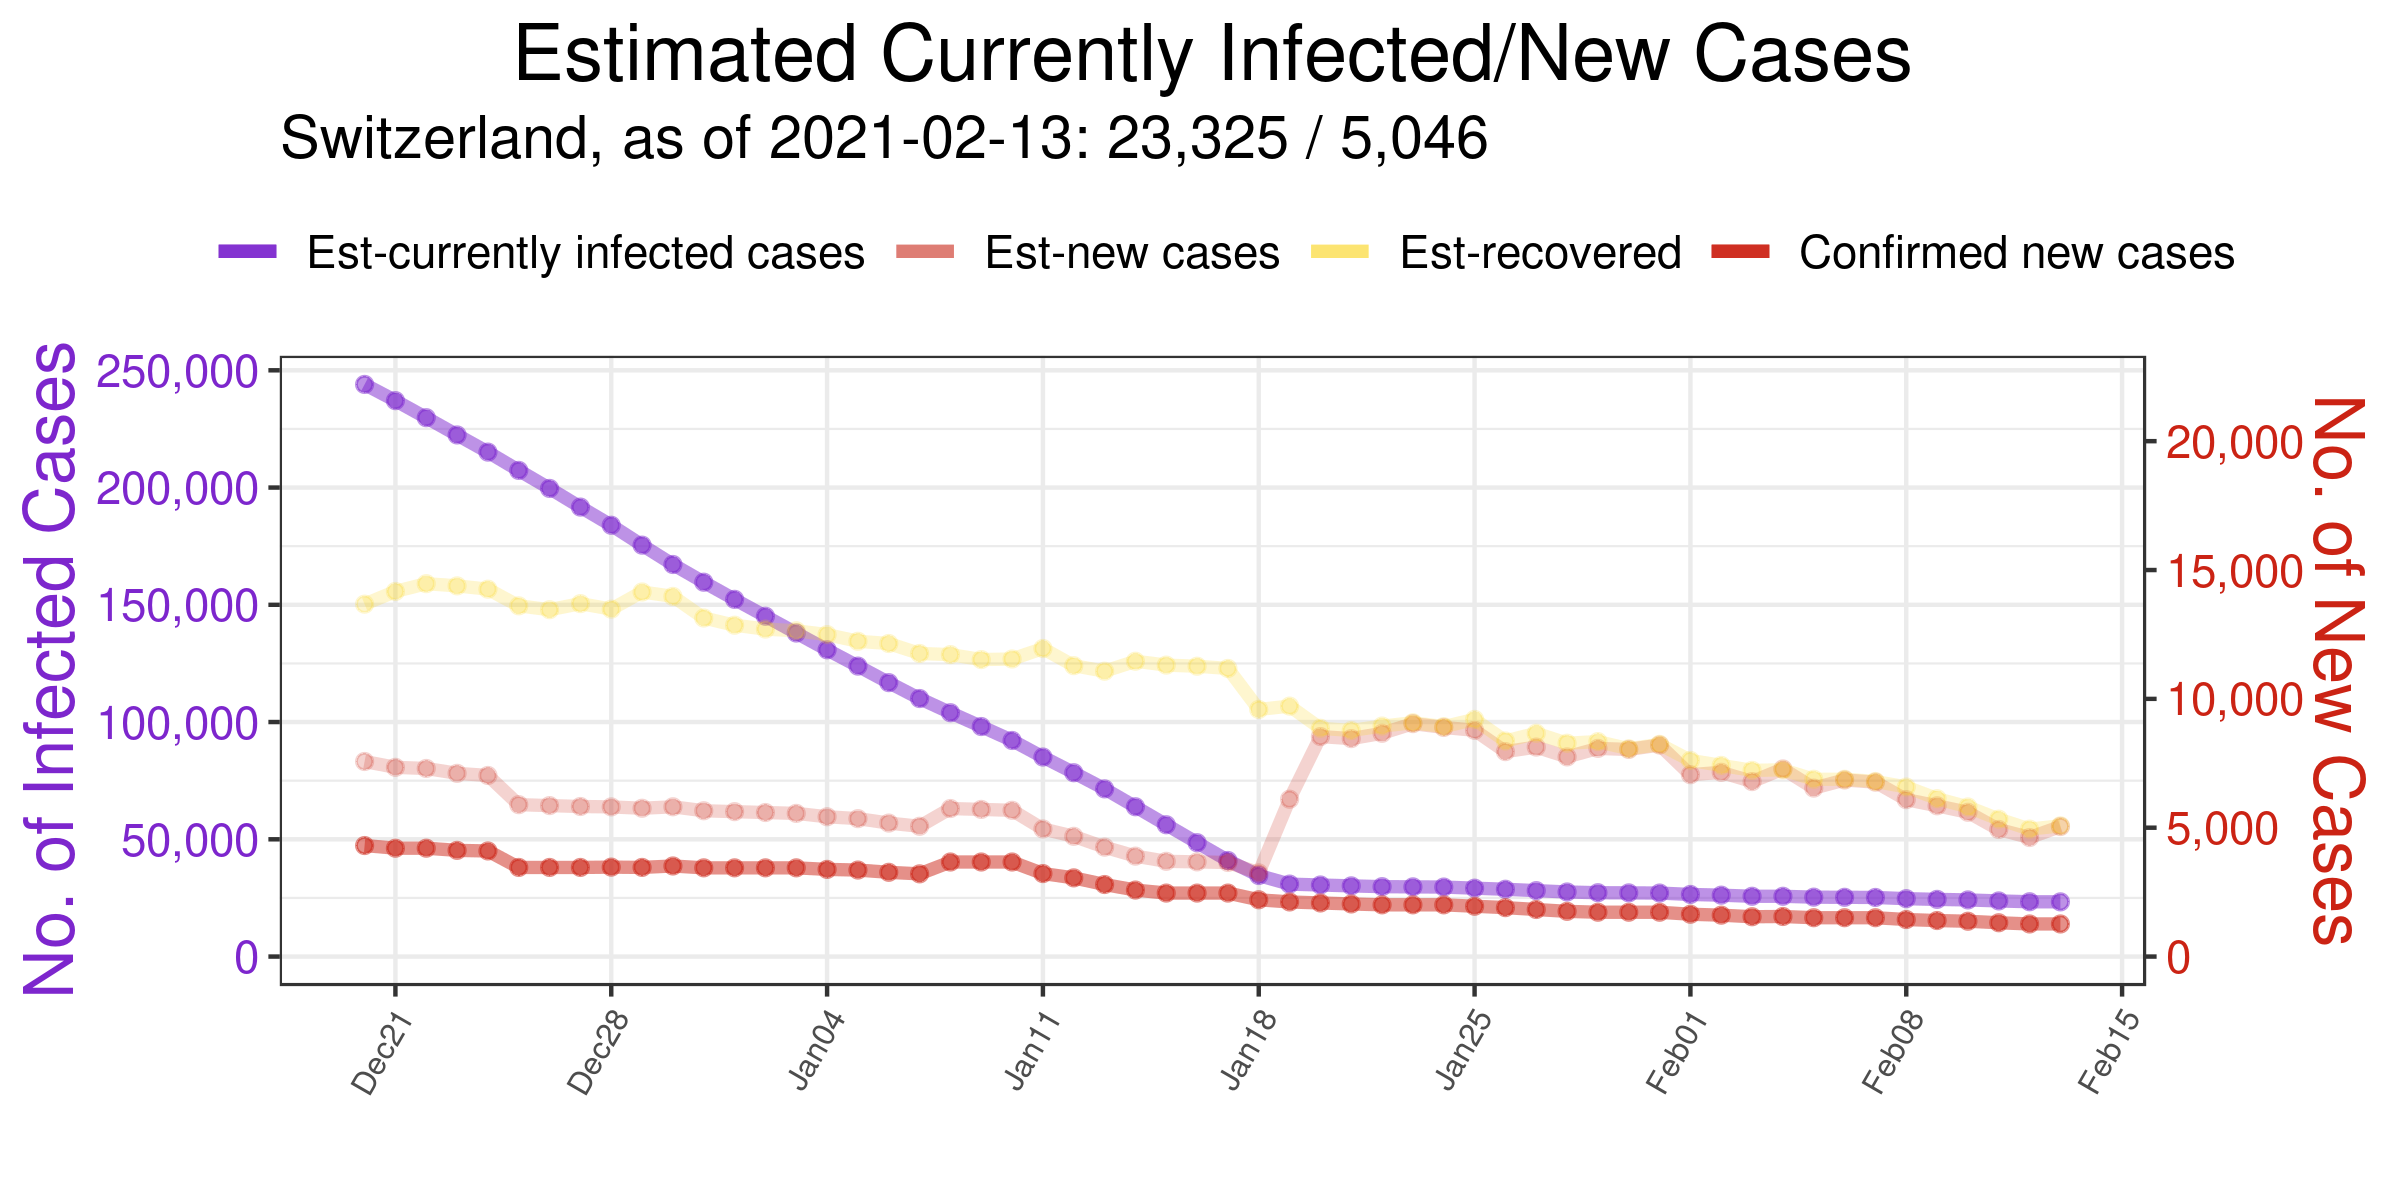 Estimated Currently Infected/New Cases
Switzerland, as of 2021-02-13: 23,325 / 5,046
Est-currently infected cases Est-new cases Est-recovered Confirmed new cases
No. of Infected Cases
250,000
200,000
150,000
100,000
50,000
0
20,000
15,000
10,000
5,000
0
No. of New Cases
Dec21 Dec28 Jan04 Jan11 Jan18 Jan25 Feb01 Feb08 Feb15